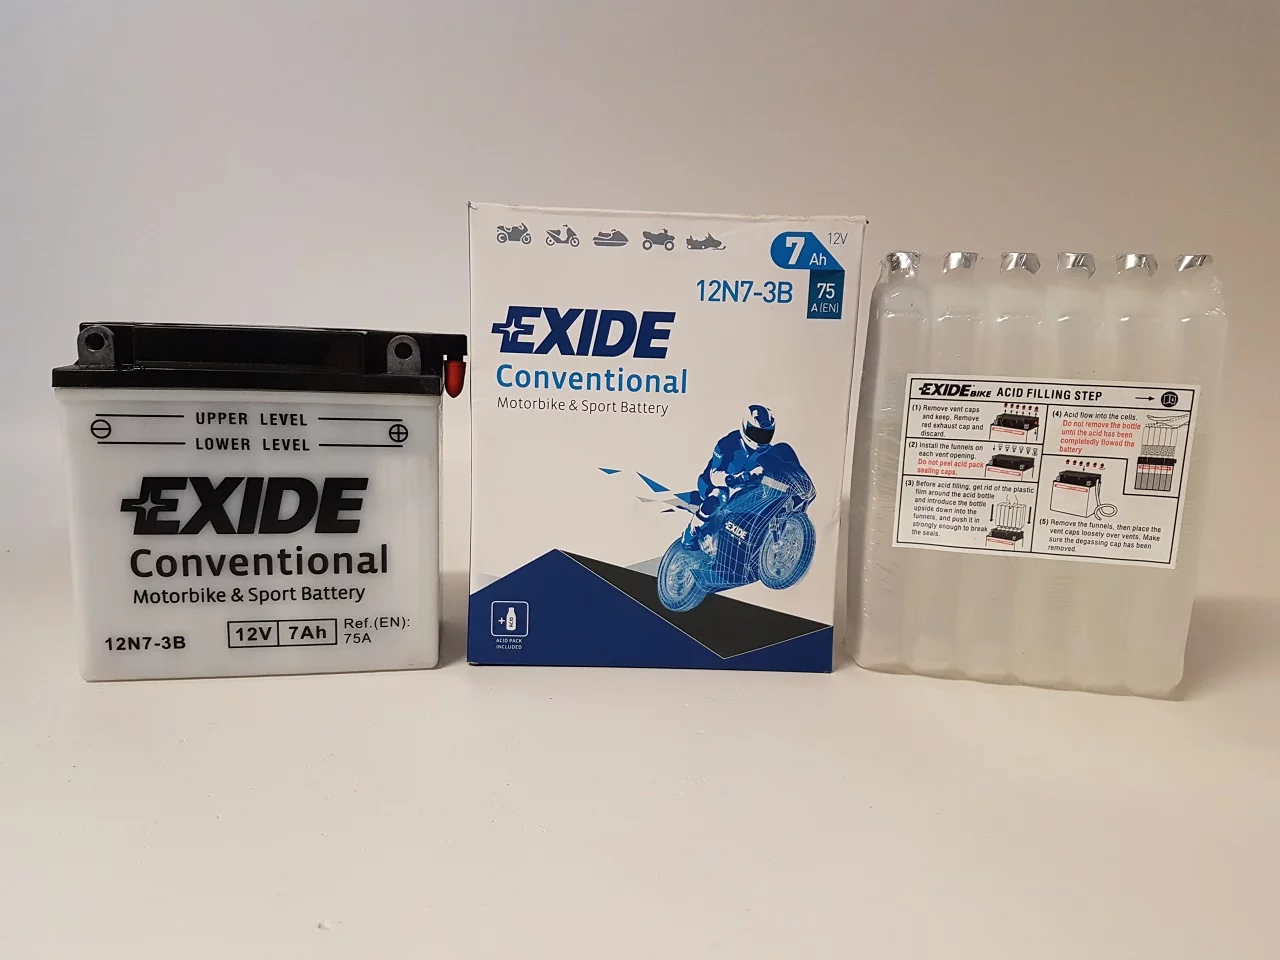 UPPER LEVEL
LOWER LEVEL
EXIDE
Conventional
Motorbike & Sport Battery
12N7-3B
12V 7Ah
Ref.(EN):
75A
7 Ah
12V
12N7-3B
75
A(EN)
EXIDE
Conventional
Motorbike & Sport Battery
EXIDE
+ ACID
ACID PACK
INCLUDED
EXIDE BIKE ACID FILLING STEP
(1) Remove vent caps
and keep. Remove
red exhaust cap and
discard.
(2) Install the funnels on
each vent opening.
Do not peel acid pack
sealing caps.
(3) Before acid filling, get rid of the plastic
film around the acid bottle
and introduce the bottle
upside down into the
funnels, and push it in
strongly enough to break
the seals.
(4) Acid flow into the cells.
Do not remove the bottle
until the acid has been
completedly flowed the
battery
(5) Remove the funnels, then place the
vent caps loosely over vents. Make
sure the degassing cap has been
removed.